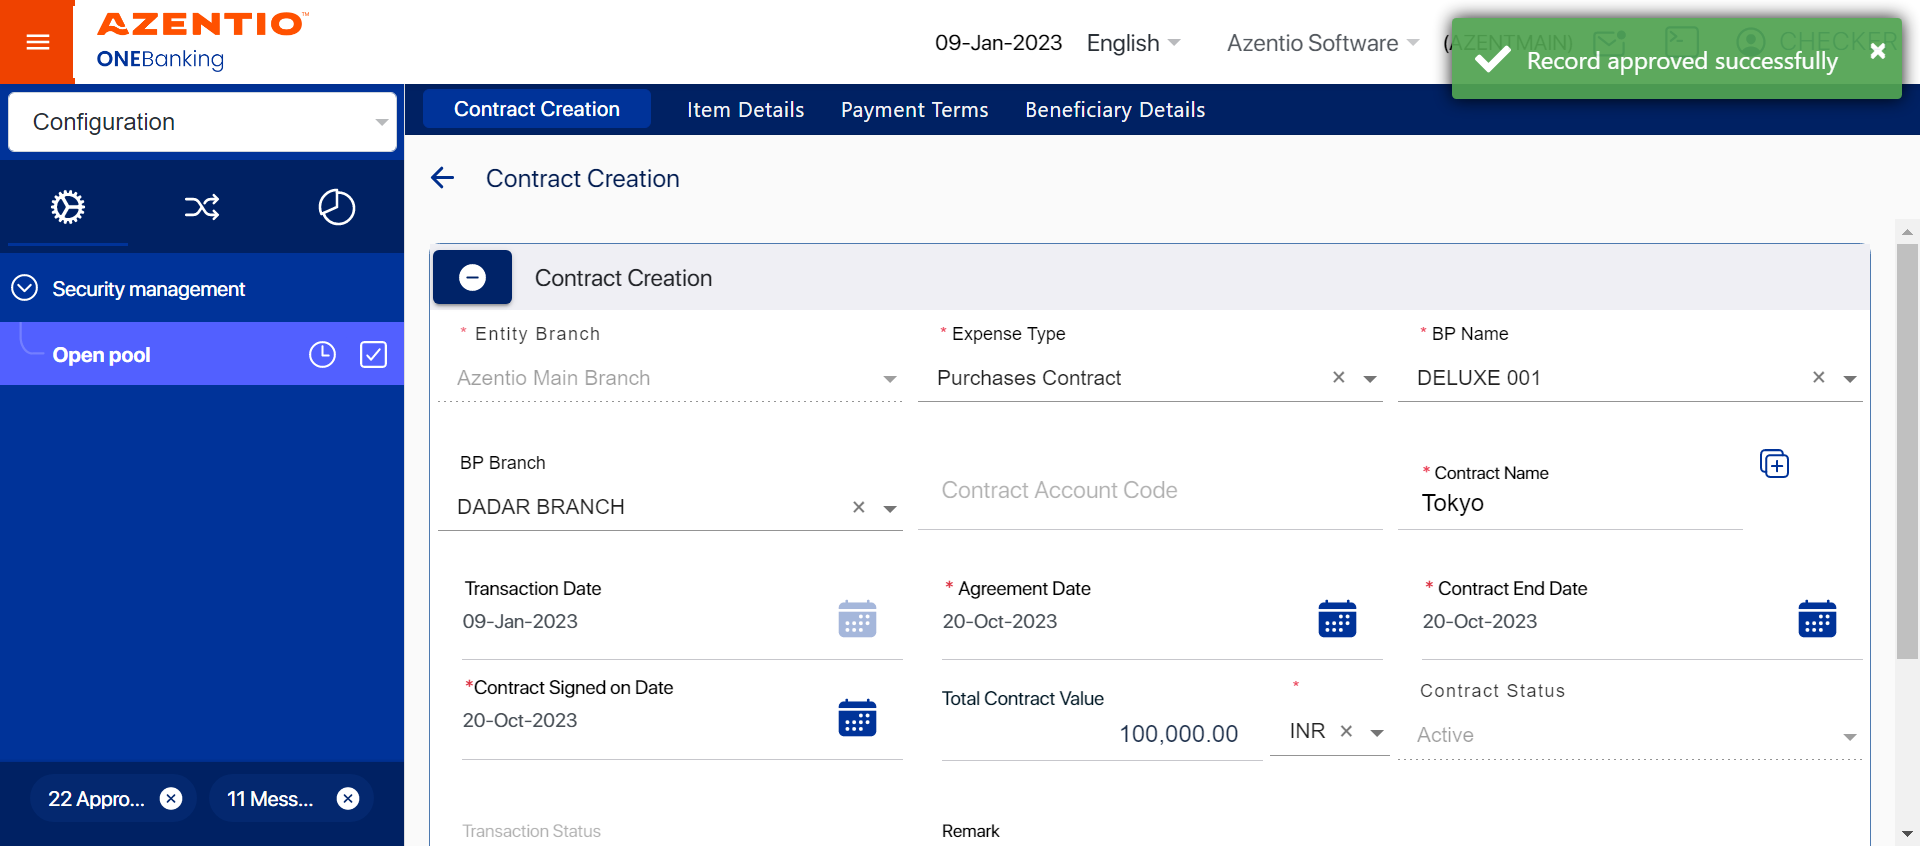 AZENTIO™
ONEBanking
09-Jan-2023
English
Azentio Software
(AZENTMAIN)
CHECKER
Record approved successfully
Configuration
Contract Creation
Item Details
Payment Terms
Beneficiary Details
Contract Creation
Security management
Open pool
Contract Creation
* Entity Branch
* Expense Type
* BP Name
Azentio Main Branch
Purchases Contract
DELUXE 001
BP Branch
DADAR BRANCH
Contract Account Code
* Contract Name
Tokyo
Transaction Date
09-Jan-2023
* Agreement Date
20-Oct-2023
* Contract End Date
20-Oct-2023
*Contract Signed on Date
20-Oct-2023
Total Contract Value
100,000.00
*
INR
Contract Status
Active
22 Appro...
11 Mess...
Transaction Status
Remark